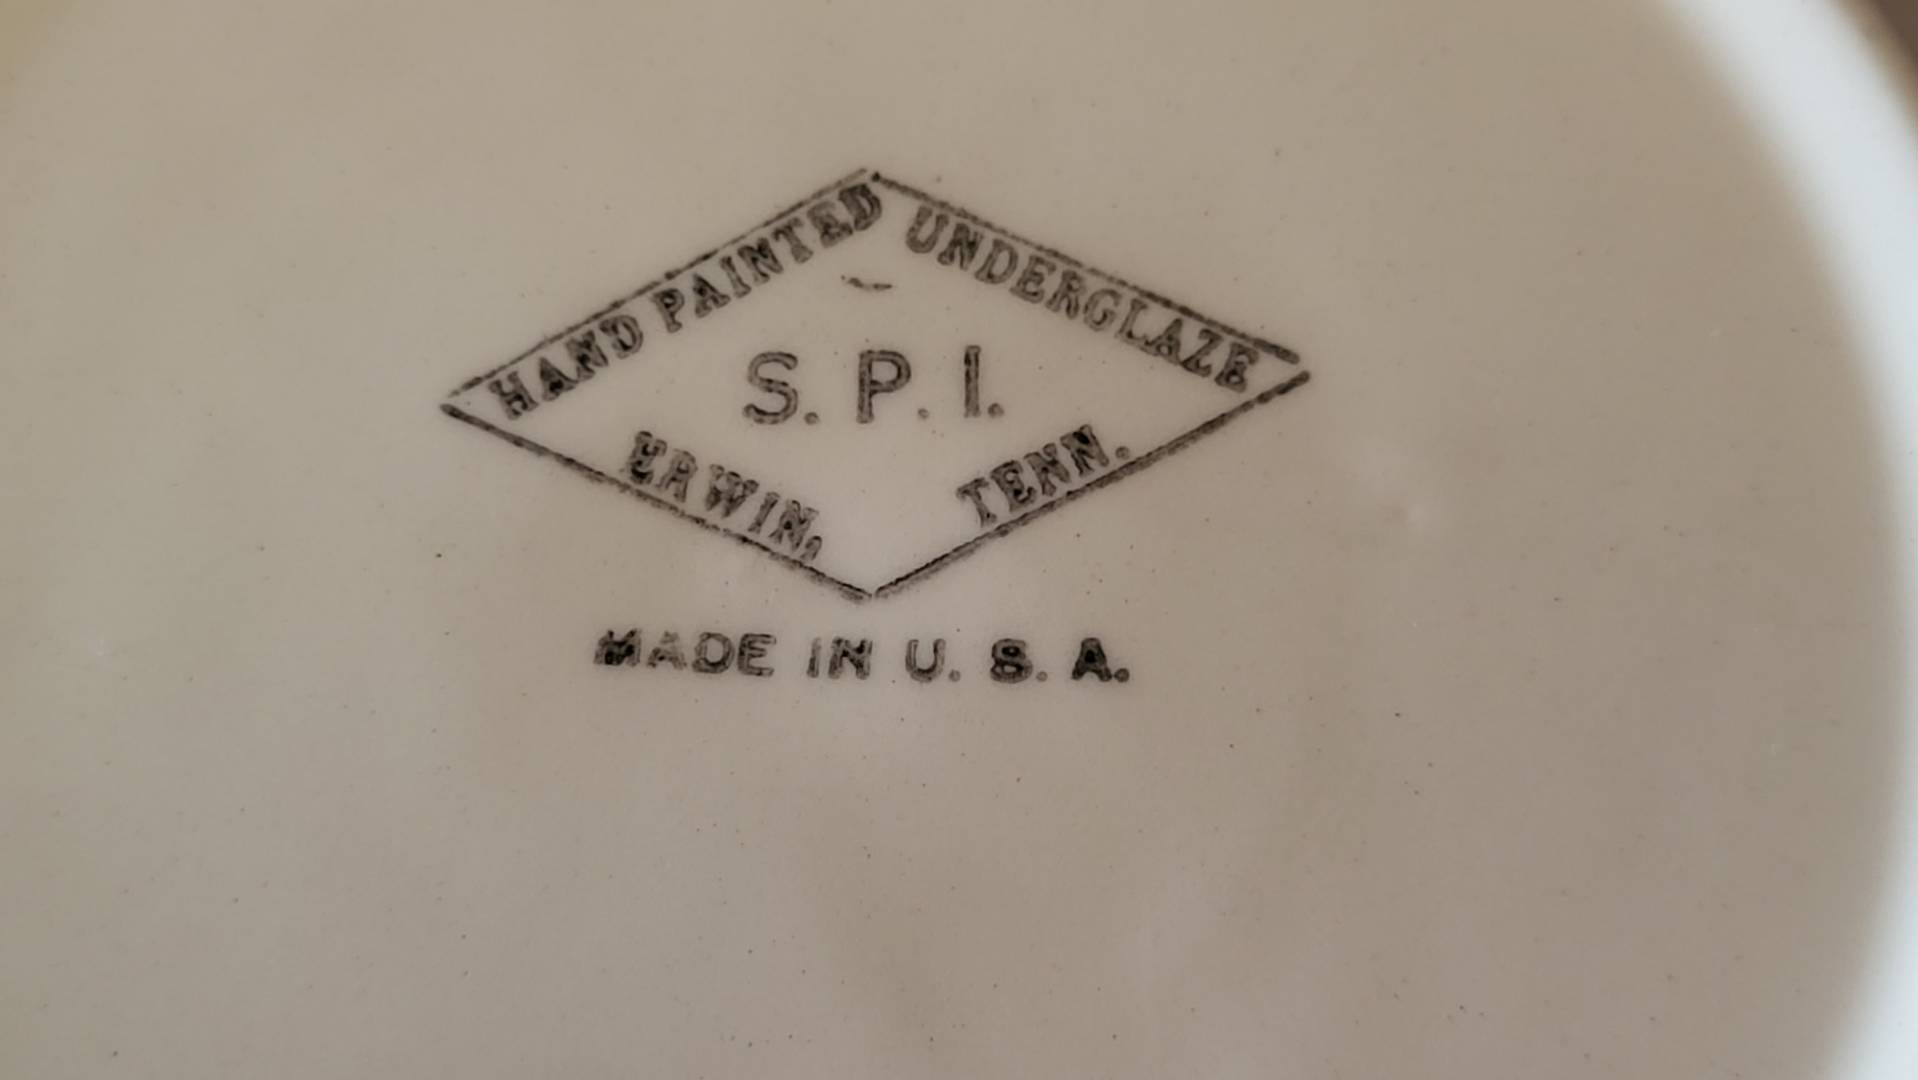 HAND PAINTED UNDERGLAZE
S. P. I.
ERWIN, TENN.
MADE IN U. S. A.